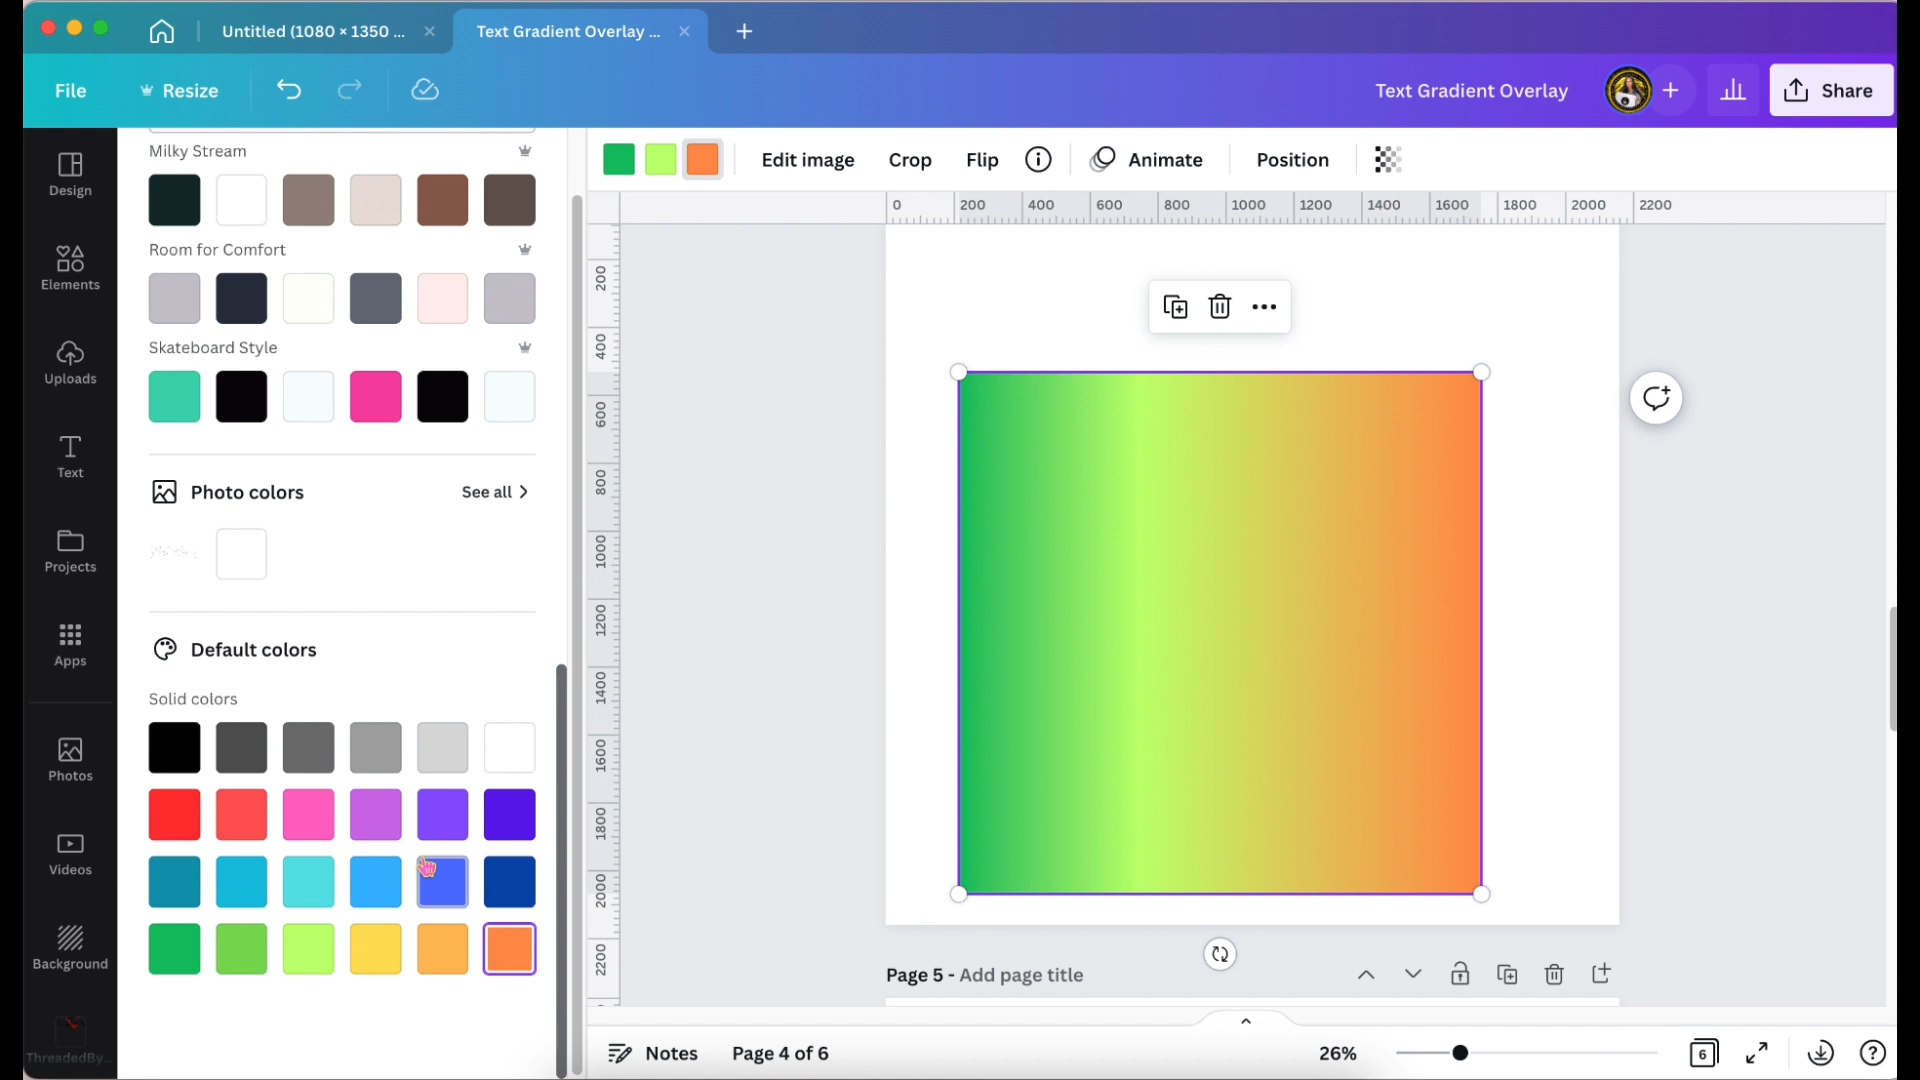 Untitled (1080 × 1350 ...
Text Gradient Overlay ...
File
Resize
Text Gradient Overlay
Share
Design
Elements
Uploads
Text
Projects
Apps
Photos
Videos
Background
ThreadedBy...
Milky Stream
Room for Comfort
Skateboard Style
Photo colors
See all
Default colors
Solid colors
Edit image
Crop
Flip
Animate
Position
0 200 400 600 800 1000 1200 1400 1600 1800 2000 2200
200
400
600
800
1000
1200
1400
1600
1800
2000
2200
Page 5 - Add page title
Notes
Page 4 of 6
26%
6